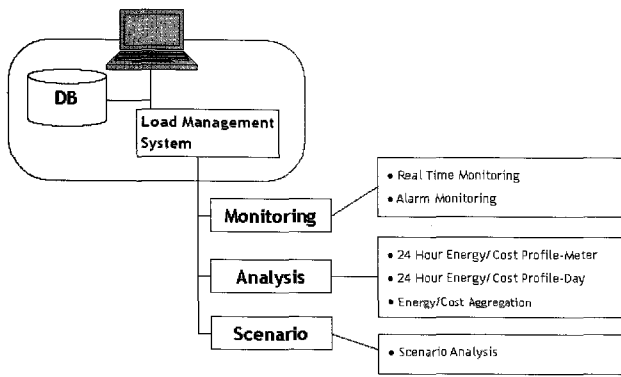 DB
Load Management
System
Monitoring
• Real Time Monitoring
• Alarm Monitoring
Analysis
• 24 Hour Energy/Cost Profile-Meter
• 24 Hour Energy/Cost Profile-Day
• Energy/Cost Aggregation
Scenario
• Scenario Analysis